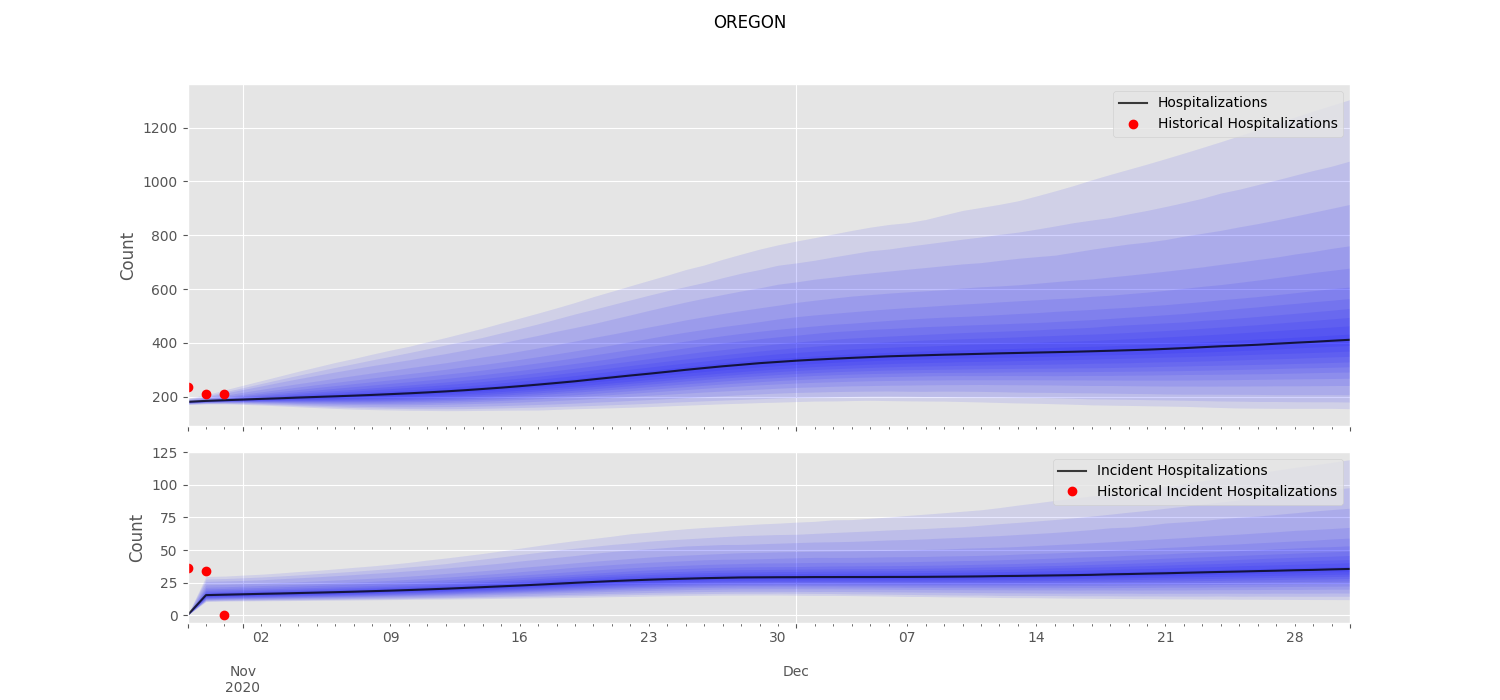 OREGON
Hospitalizations
Historical Hospitalizations
Count
1200
1000
800
600
400
200
Incident Hospitalizations
Historical Incident Hospitalizations
Count
125
100
75
50
25
0
02 09 16 23 30 07 14 21 28
Nov Dec
2020